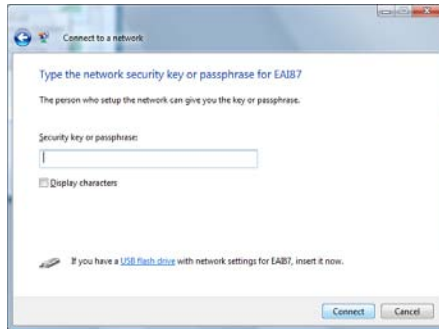 Connect to a network
Type the network security key or passphrase for EAI87
The person who setup the network can give you the key or passphrase.
Security key or passphrase:
Display characters
If you have a USB flash drive with network settings for EAI87, insert it now.
Connect Cancel